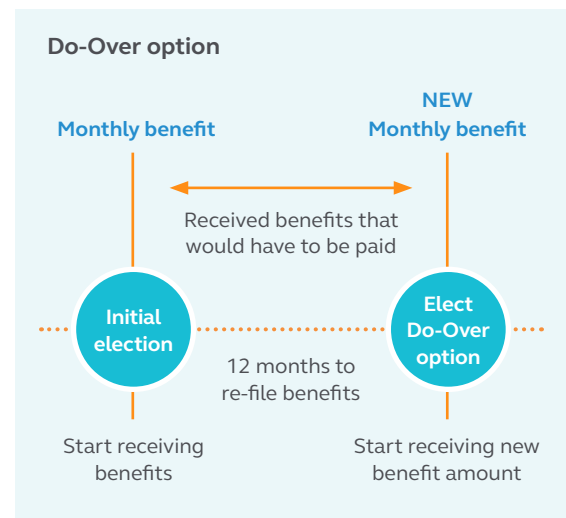 Do-Over option
Monthly benefit
NEW
Monthly benefit
Received benefits that
would have to be paid
Initial
election
Elect
Do-Over
option
12 months to
re-file benefits
Start receiving
benefits
Start receiving new
benefit amount